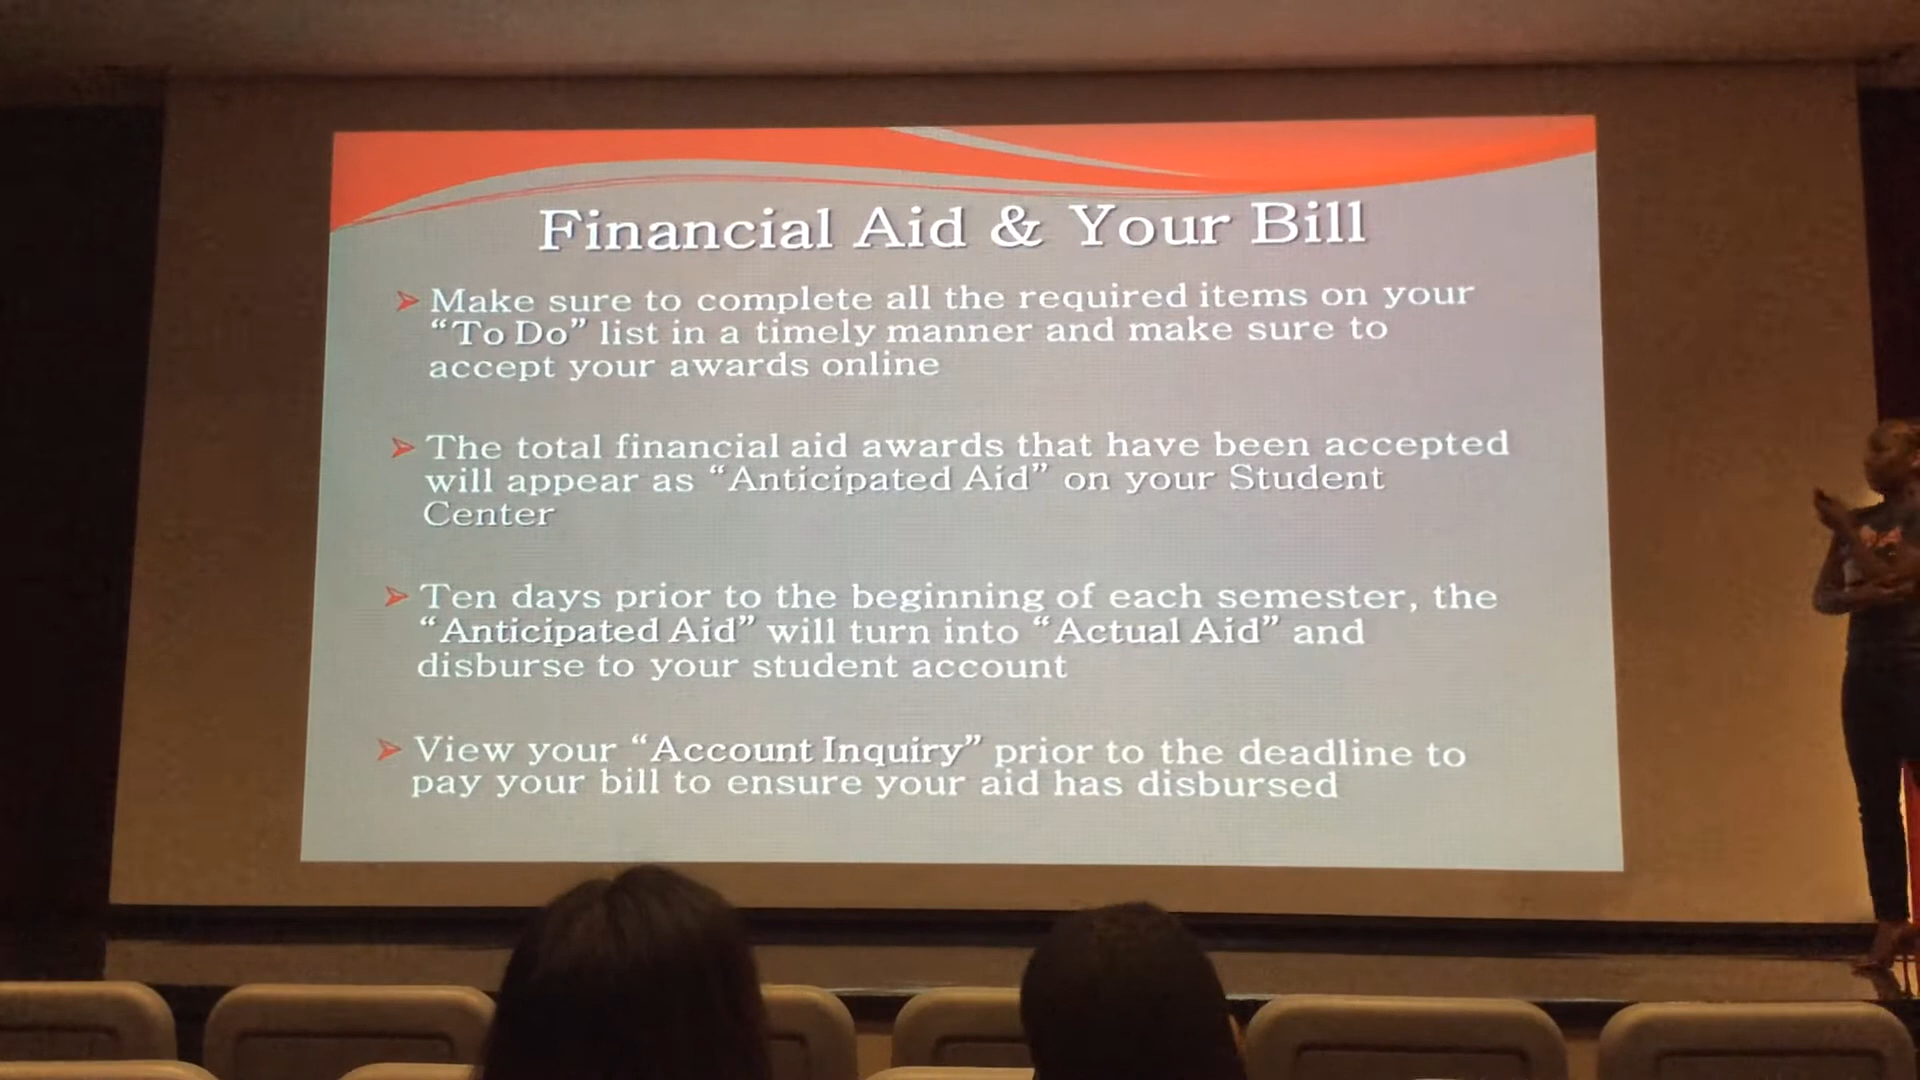 Financial Aid & Your Bill
➢ Make sure to complete all the required items on your
“To Do” list in a timely manner and make sure to
accept your awards online
➢ The total financial aid awards that have been accepted
will appear as “Anticipated Aid” on your Student
Center
➢ Ten days prior to the beginning of each semester, the
“Anticipated Aid” will turn into “Actual Aid” and
disburse to your student account
➢ View your “Account Inquiry” prior to the deadline to
pay your bill to ensure your aid has disbursed